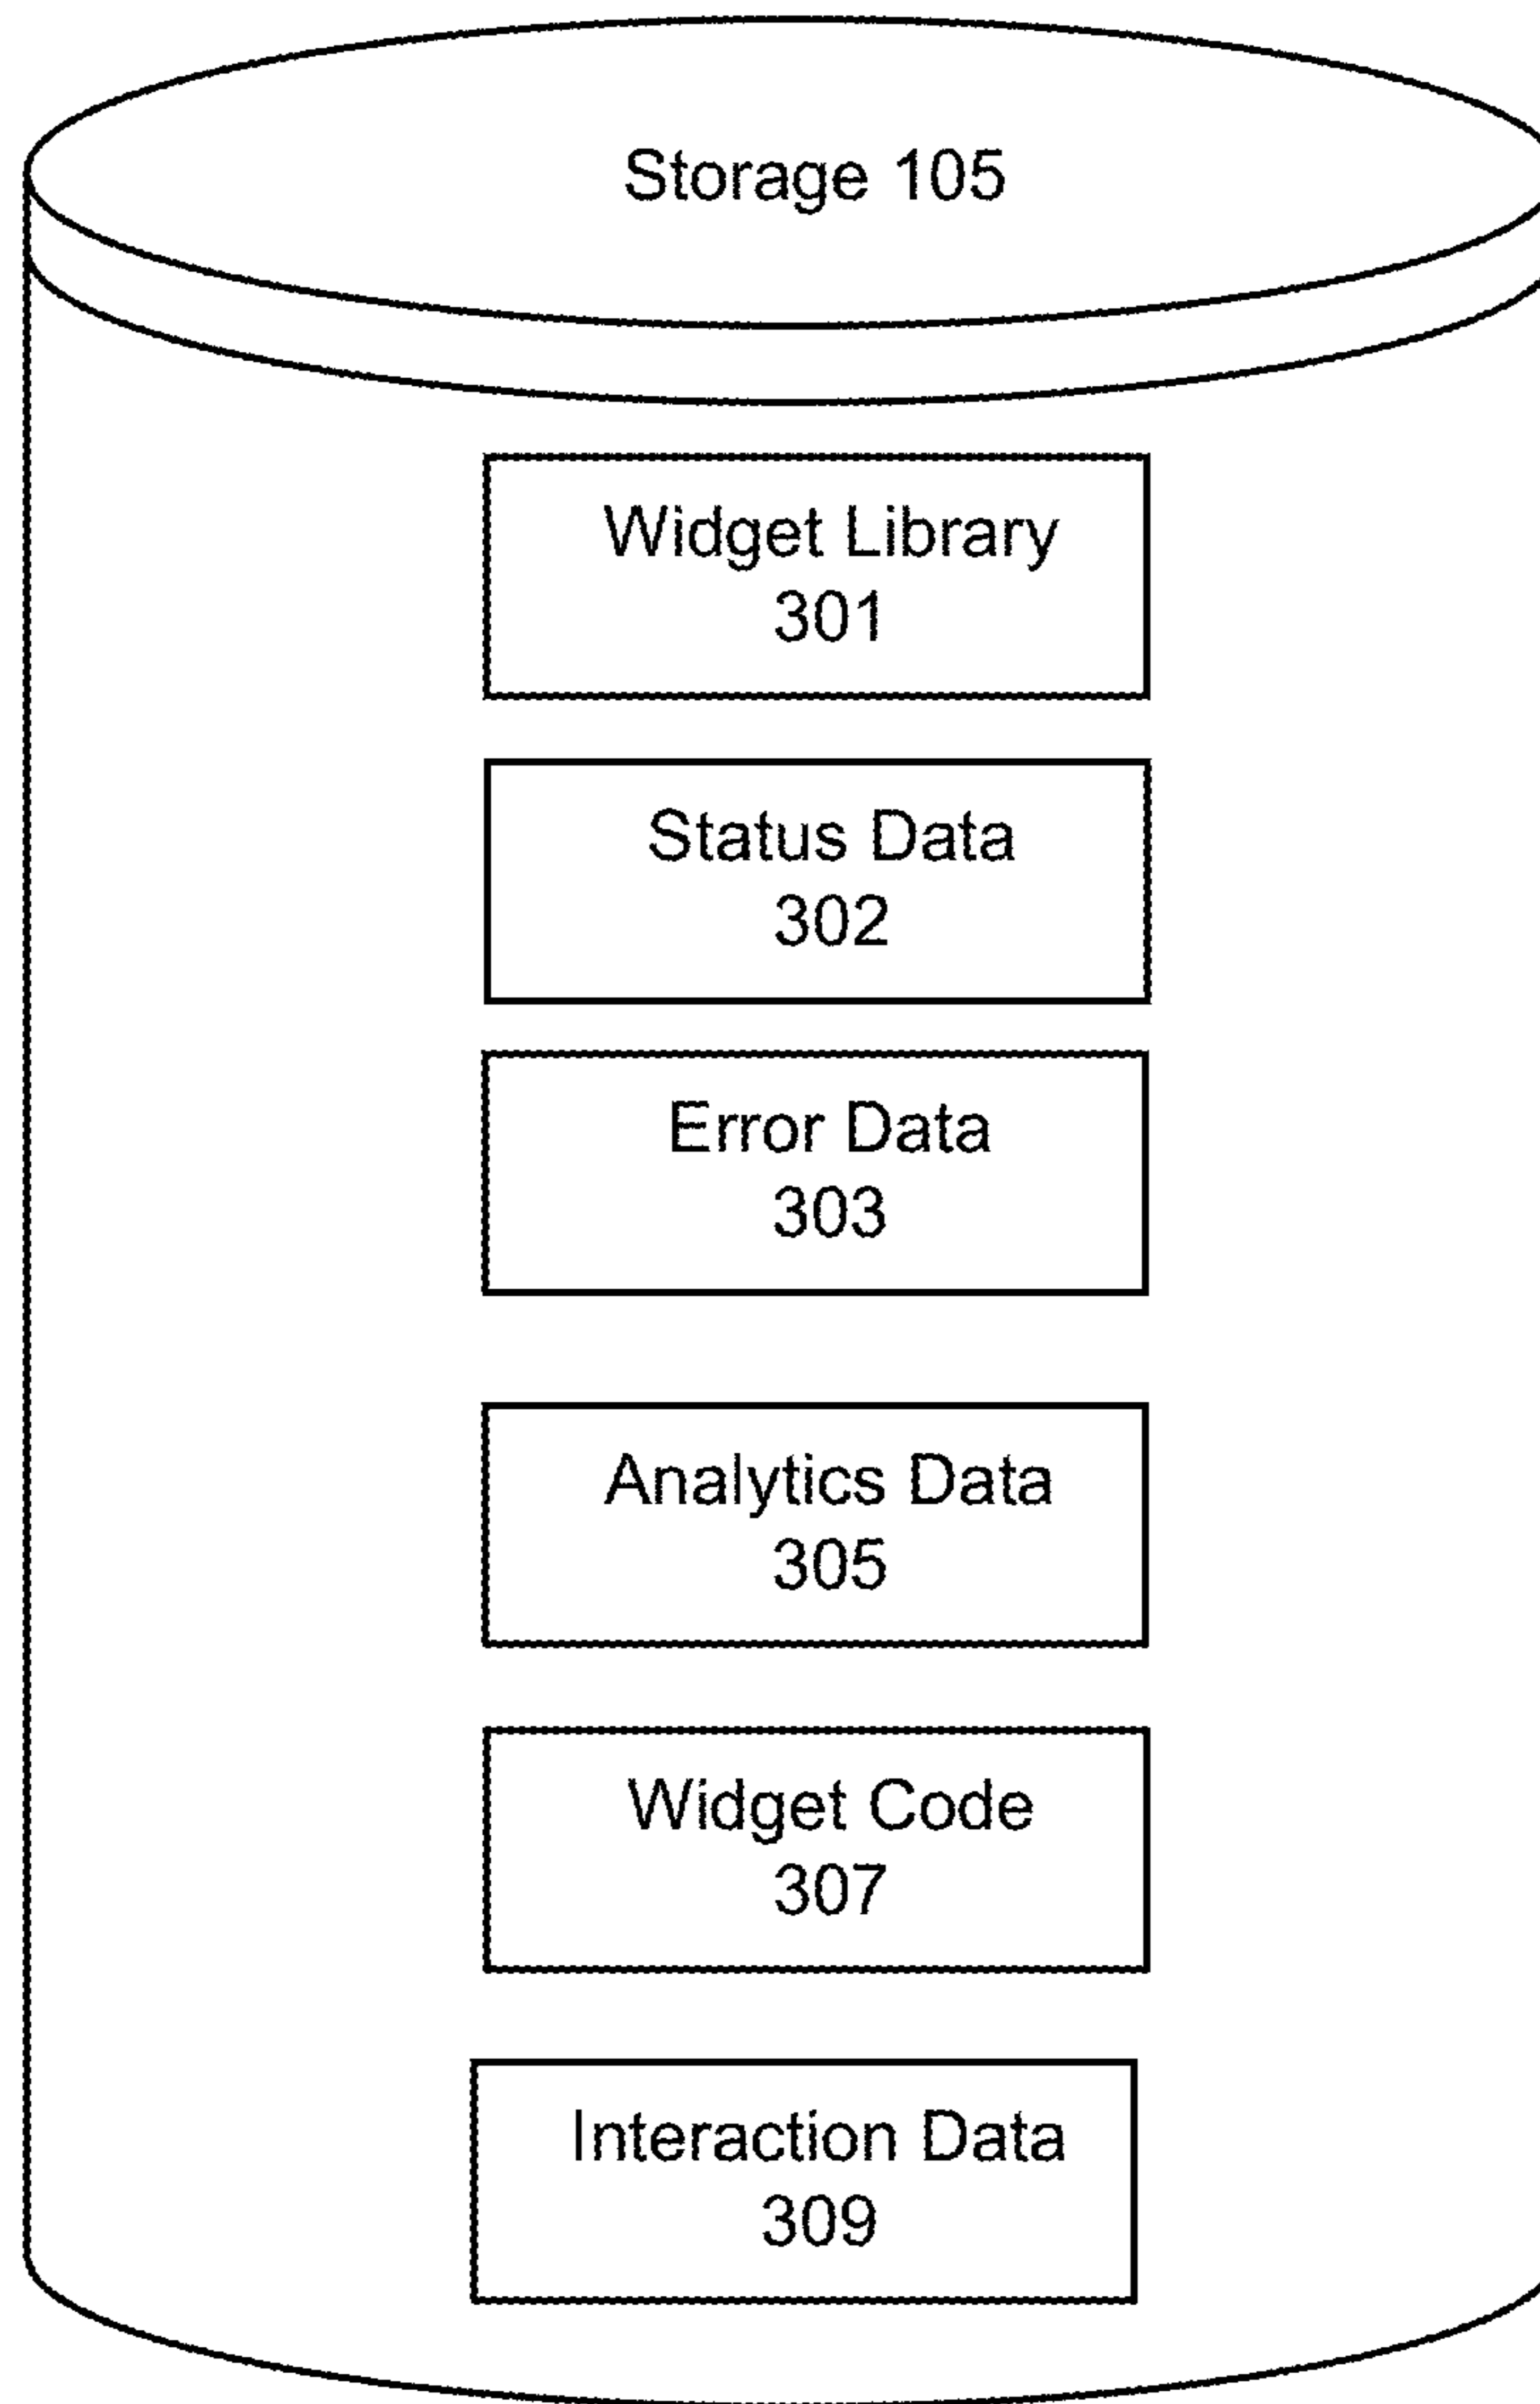 Storage 105
Widget Library
301
Status Data
302
Error Data
303
Analytics Data
305
Widget Code
307
Interaction Data
309